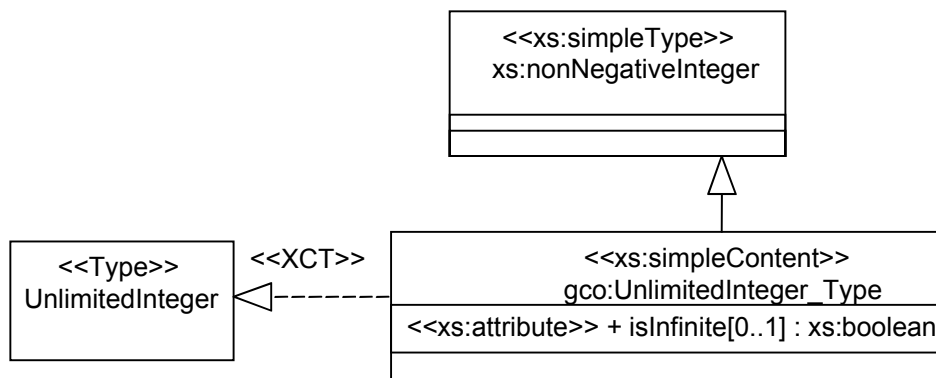 <<xs:simpleType>>
xs:nonNegativeInteger
<<Type>>
UnlimitedInteger
<<XCT>>
<<xs:simpleContent>>
gco:UnlimitedInteger_Type
<<xs:attribute>> + isInfinite[0..1] : xs:boolean